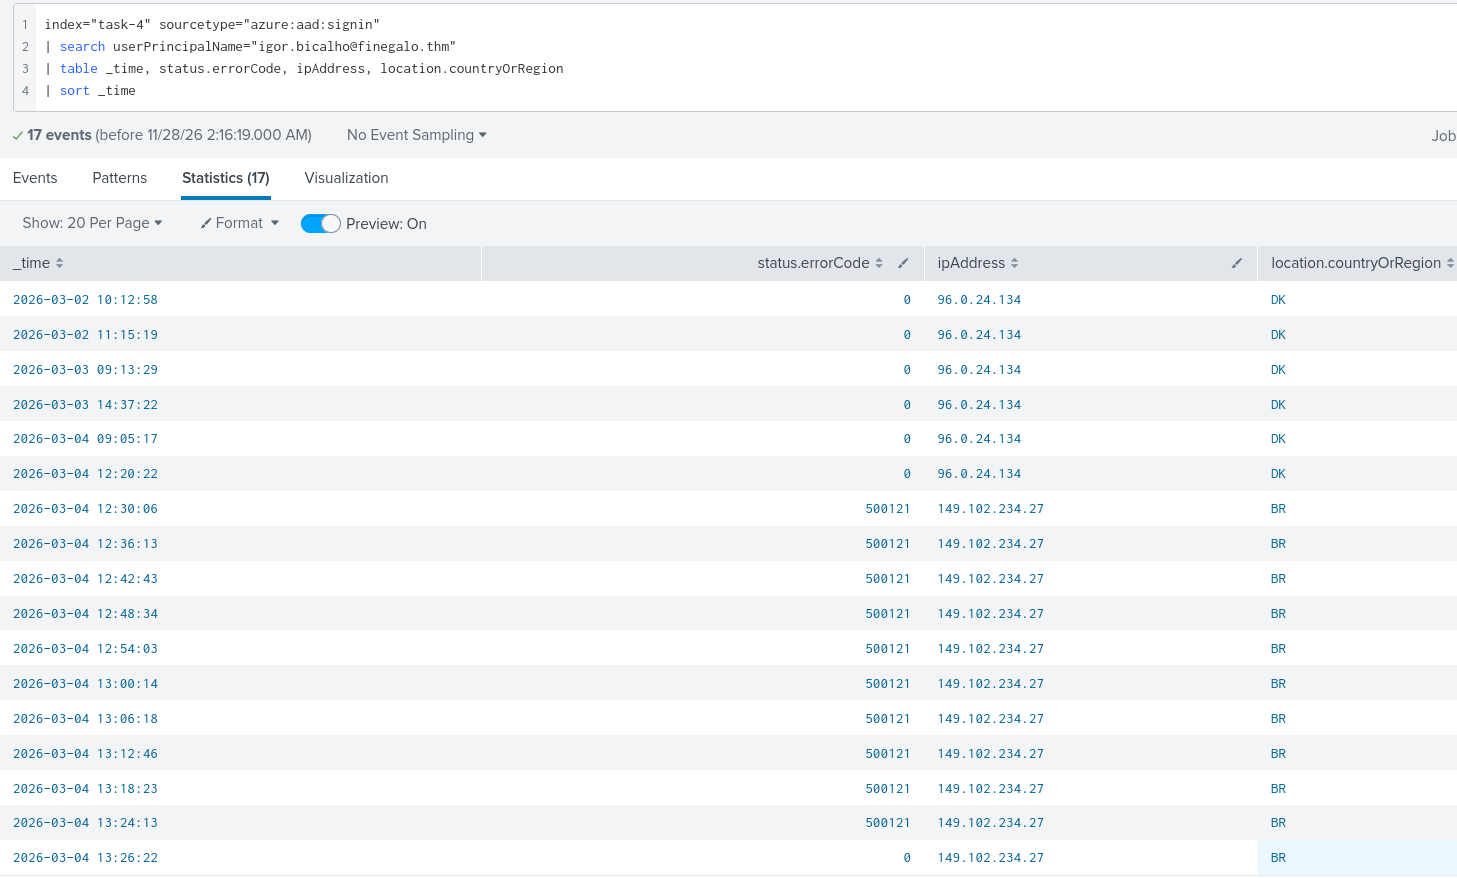 1 index="task-4" sourcetype="azure:aad:signin"
2 | search userPrincipalName="igor.bicalho@finegalo.thm"
3 | table _time, status.errorCode, ipAddress, location.countryOrRegion
4 | sort _time
17 events (before 11/28/26 2:16:19.000 AM) No Event Sampling Job
Events Patterns Statistics (17) Visualization
Show: 20 Per Page Format Preview: On
_time status.errorCode ipAddress location.countryOrRegion
2026-03-02 10:12:58 0 96.0.24.134 DK
2026-03-02 11:15:19 0 96.0.24.134 DK
2026-03-03 09:13:29 0 96.0.24.134 DK
2026-03-03 14:37:22 0 96.0.24.134 DK
2026-03-04 09:05:17 0 96.0.24.134 DK
2026-03-04 12:20:22 0 96.0.24.134 DK
2026-03-04 12:30:06 500121 149.102.234.27 BR
2026-03-04 12:36:13 500121 149.102.234.27 BR
2026-03-04 12:42:43 500121 149.102.234.27 BR
2026-03-04 12:48:34 500121 149.102.234.27 BR
2026-03-04 12:54:03 500121 149.102.234.27 BR
2026-03-04 13:00:14 500121 149.102.234.27 BR
2026-03-04 13:06:18 500121 149.102.234.27 BR
2026-03-04 13:12:46 500121 149.102.234.27 BR
2026-03-04 13:18:23 500121 149.102.234.27 BR
2026-03-04 13:24:13 500121 149.102.234.27 BR
2026-03-04 13:26:22 0 149.102.234.27 BR